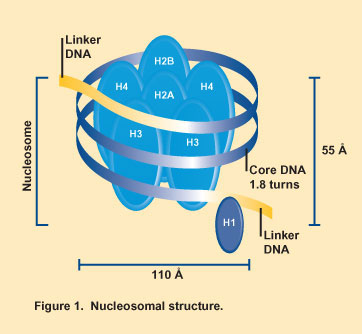 Linker
DNA
H2B
H4
H4
H2A
H3
H3
Nucleosome
Core DNA
1.8 turns
55 Å
H1
Linker
DNA
110 Å
Figure 1. Nucleosomal structure.